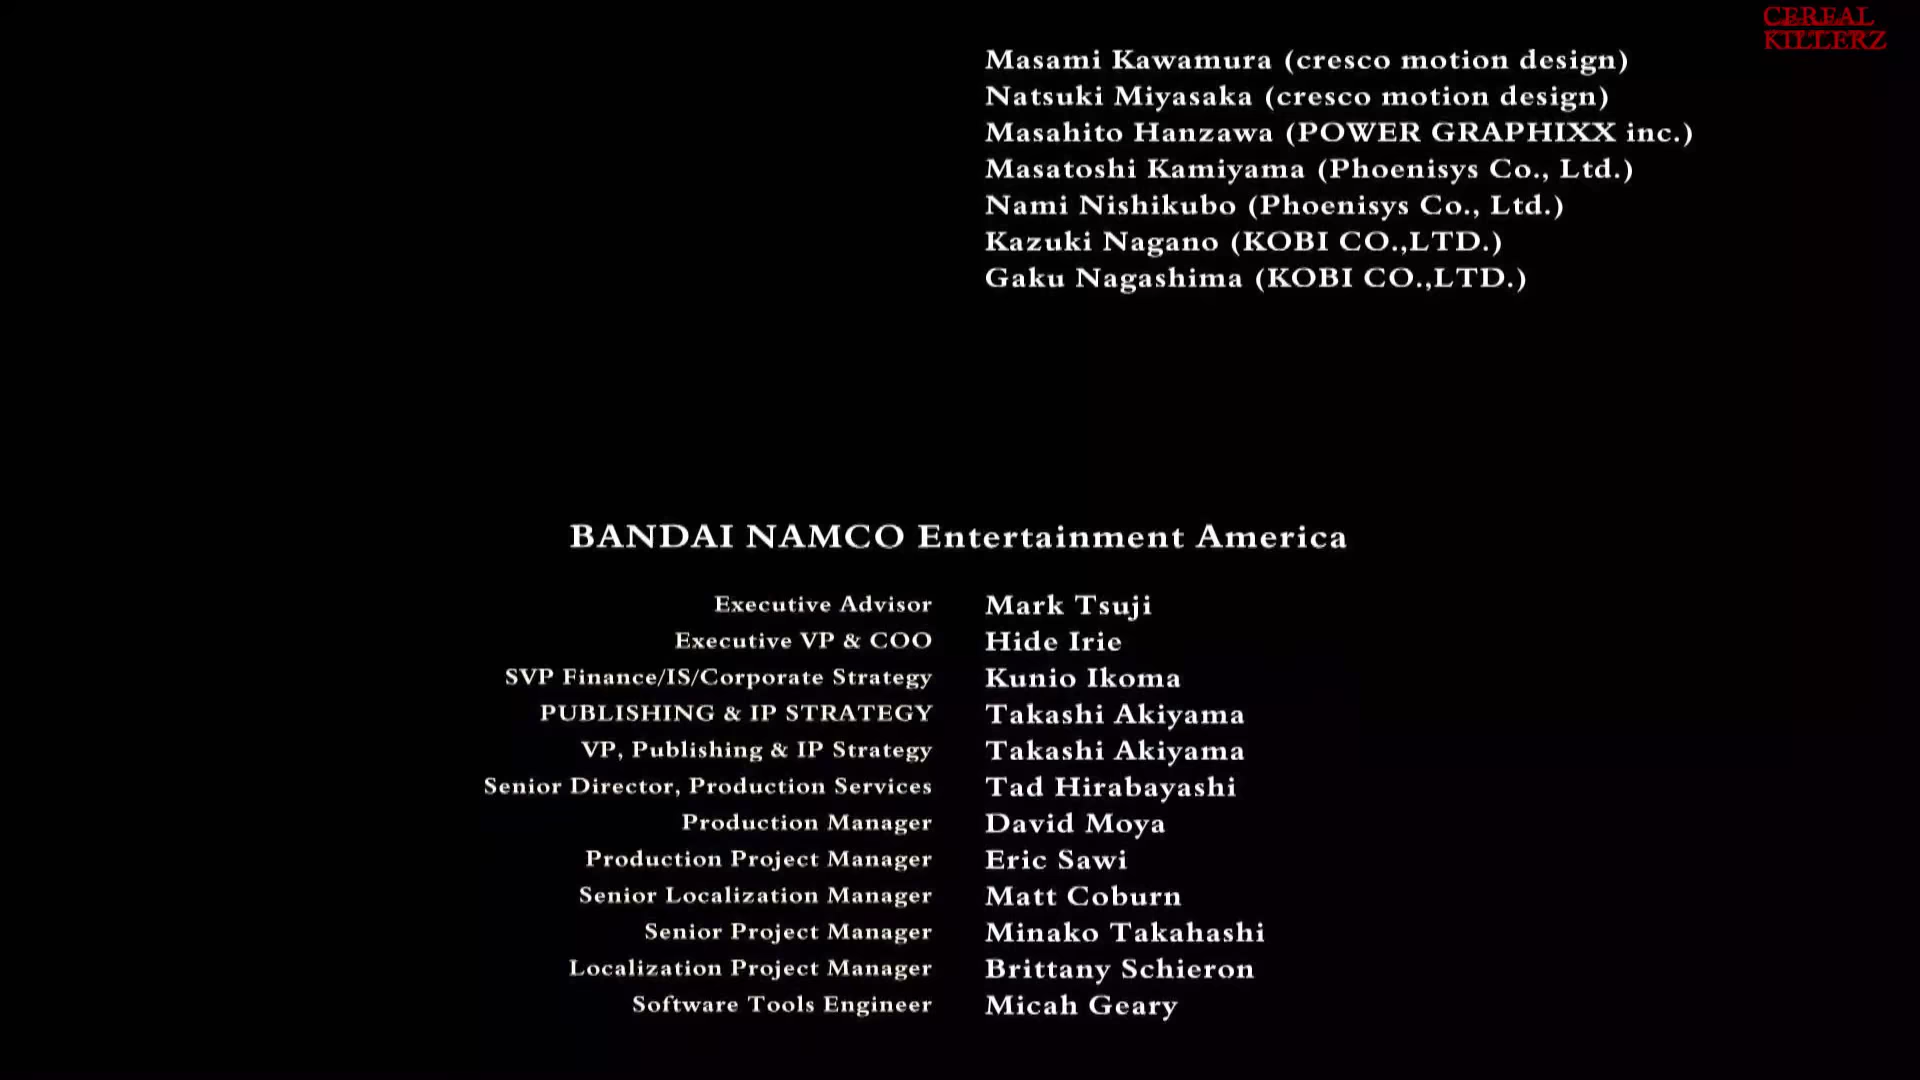 CEREAL
KILLERZ
Masami Kawamura (cresco motion design)
Natsuki Miyasaka (cresco motion design)
Masahito Hanzawa (POWER GRAPHIXX inc.)
Masatoshi Kamiyama (Phoenisys Co., Ltd.)
Nami Nishikubo (Phoenisys Co., Ltd.)
Kazuki Nagano (KOBI CO.,LTD.)
Gaku Nagashima (KOBI CO.,LTD.)
BANDAI NAMCO Entertainment America
Executive Advisor Mark Tsuji
Executive VP & COO Hide Irie
SVP Finance/IS/Corporate Strategy Kunio Ikoma
PUBLISHING & IP STRATEGY Takashi Akiyama
VP, Publishing & IP Strategy Takashi Akiyama
Senior Director, Production Services Tad Hirabayashi
Production Manager David Moya
Production Project Manager Eric Sawi
Senior Localization Manager Matt Coburn
Senior Project Manager Minako Takahashi
Localization Project Manager Brittany Schieron
Software Tools Engineer Micah Geary